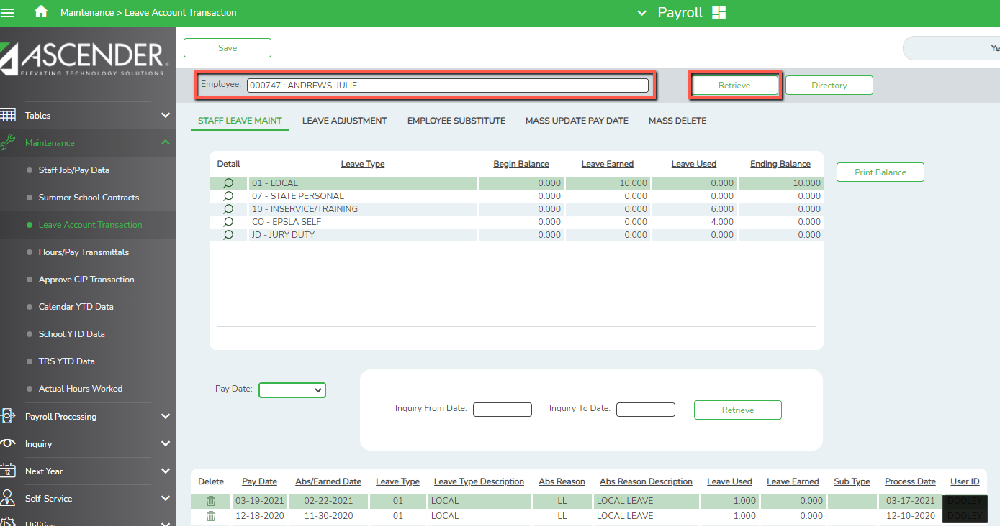 Maintenance > Leave Account Transaction
Payroll
ASCENDER
ELEVATING TECHNOLOGY SOLUTIONS
Save
Ye
Employee: 000747 : ANDREWS, JULIE
Retrieve
Directory
Tables
Maintenance
Staff Job/Pay Data
Summer School Contracts
Leave Account Transaction
Hours/Pay Transmittals
Approve CIP Transaction
Calendar YTD Data
School YTD Data
TRS YTD Data
Actual Hours Worked
Payroll Processing
Inquiry
12
Next Year
Self-Service
Utilities
STAFF LEAVE MAINT LEAVE ADJUSTMENT EMPLOYEE SUBSTITUTE MASS UPDATE PAY DATE MASS DELETE
Detail Leave Type Begin Balance Leave Earned Leave Used Ending Balance
01 - LOCAL 0.000 10.000 0.000 10.000
07 - STATE PERSONAL 0.000 0.000 0.000 0.000
10 - INSERVICE/TRAINING 0.000 0.000 6.000 0.000
CO - EPSLA SELF 0.000 0.000 4.000 0.000
JD - JURY DUTY 0.000 0.000 0.000 0.000
Print Balance
Pay Date:
Inquiry From Date: - - Inquiry To Date: - - Retrieve
Delete Pay Date Abs/Earned Date Leave Type Leave Type Description Abs Reason Abs Reason Description Leave Used Leave Earned Sub Type Process Date User ID
03-19-2021 02-22-2021 01 LOCAL LL LOCAL LEAVE 1.000 0.000 03-17-2021 DOOLEY
12-18-2020 11-30-2020 01 LOCAL LL LOCAL LEAVE 1.000 0.000 12-10-2020 DOOLEY